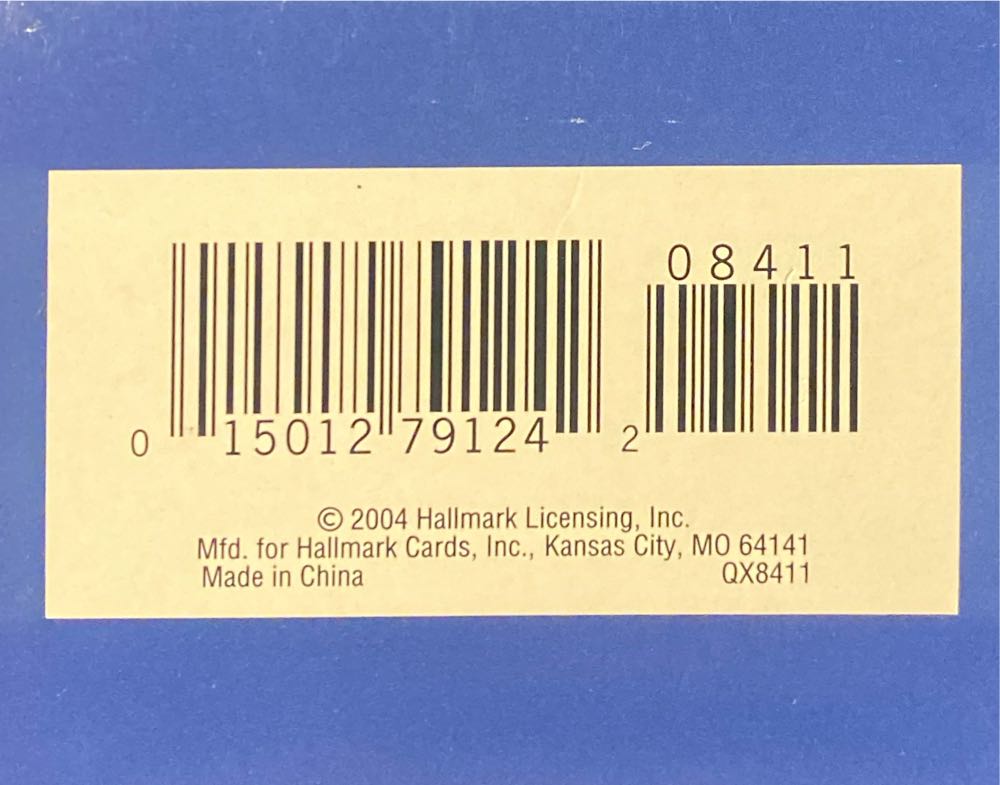 08411
0 15012 79124 2
© 2004 Hallmark Licensing, Inc.
Mfd. for Hallmark Cards, Inc., Kansas City, MO 64141
Made in China QX8411